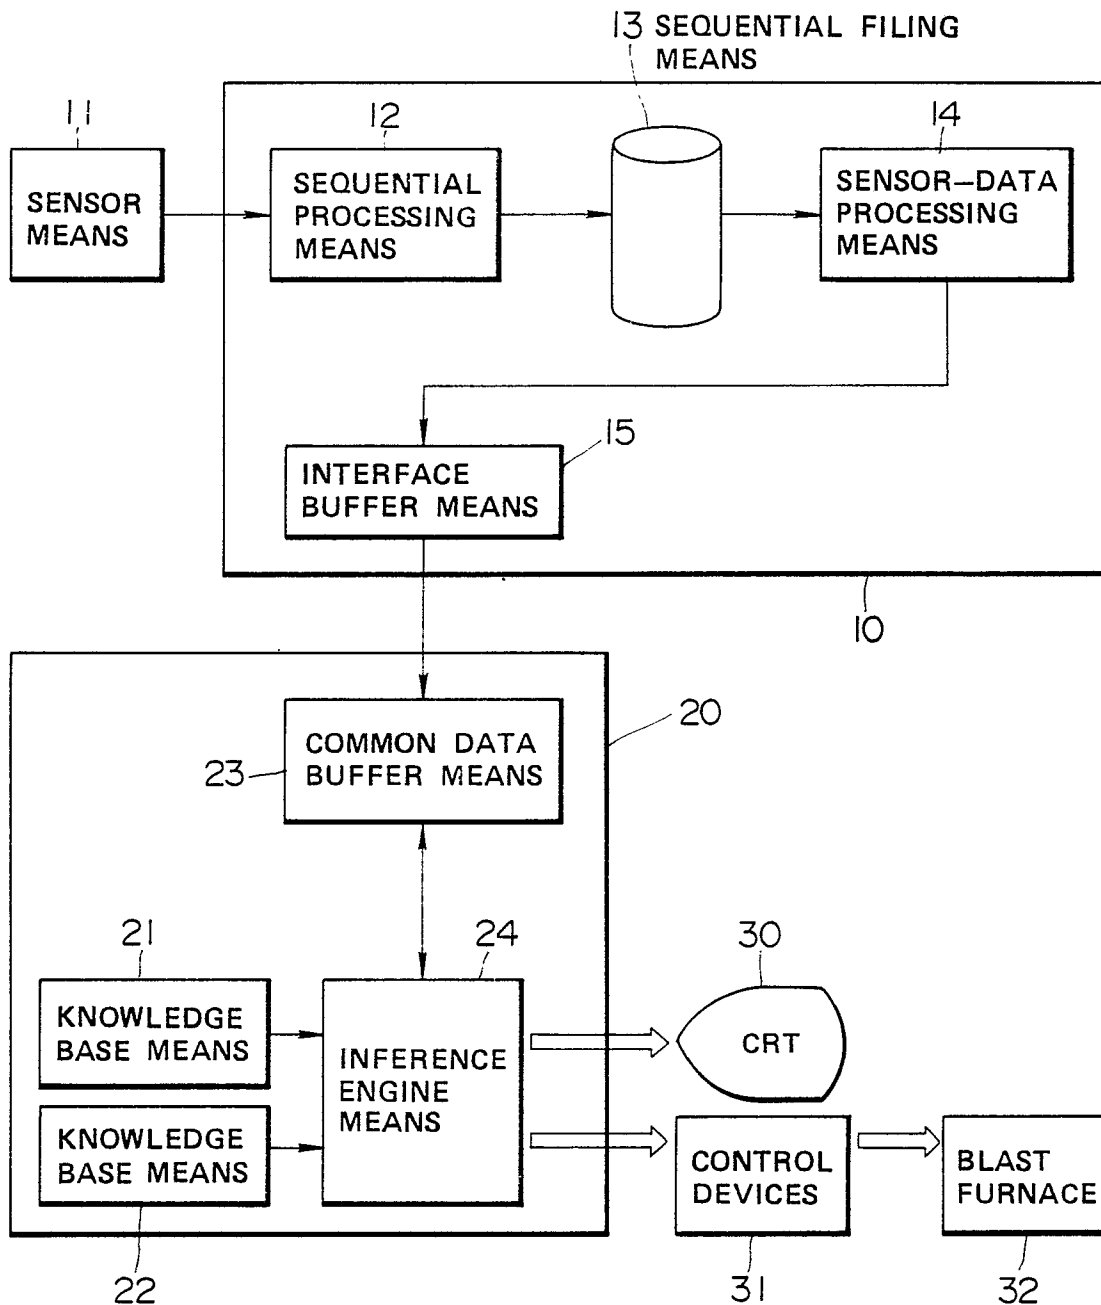 13 SEQUENTIAL FILING
MEANS
11
12
14
SENSOR
MEANS
SEQUENTIAL
PROCESSING
MEANS
SENSOR-DATA
PROCESSING
MEANS
15
INTERFACE
BUFFER MEANS
10
20
23
COMMON DATA
BUFFER MEANS
21
24
30
KNOWLEDGE
BASE MEANS
INFERENCE
ENGINE
MEANS
CRT
KNOWLEDGE
BASE MEANS
CONTROL
DEVICES
BLAST
FURNACE
22
31
32